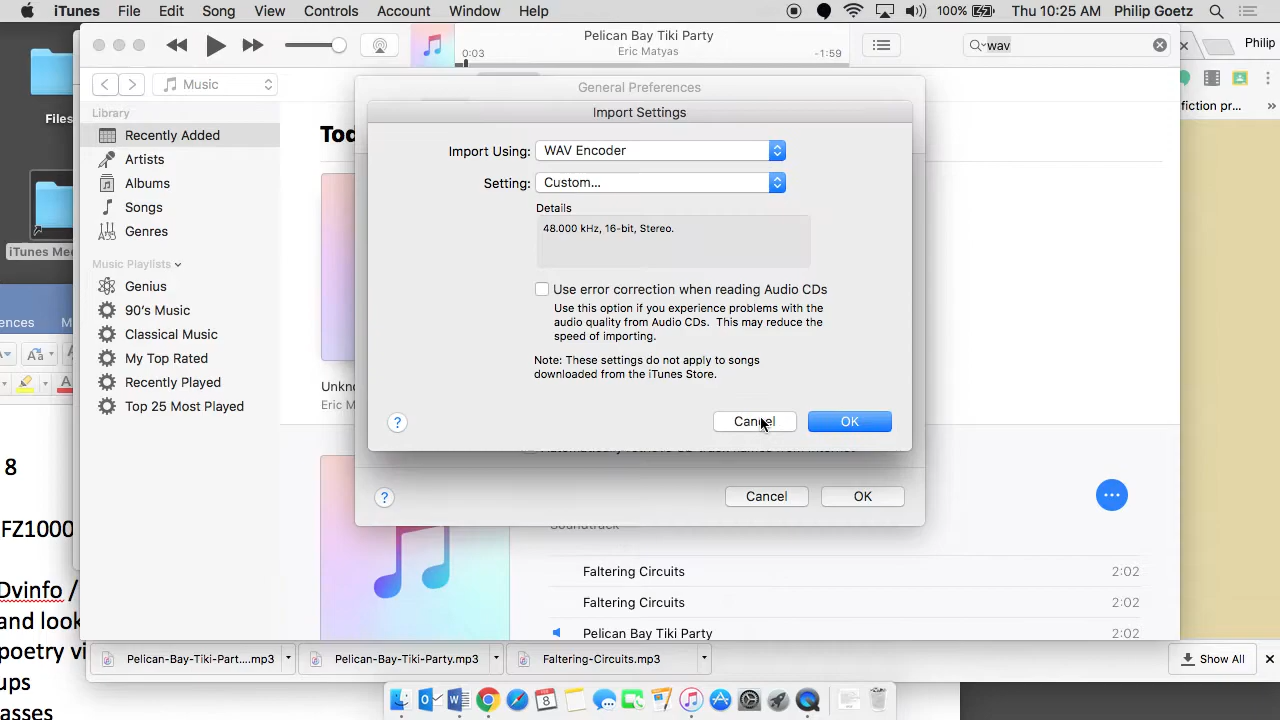 iTunes File Edit Song View Controls Account Window Help 100% Thu 10:25 AM Philip Goetz
Pelican Bay Tiki Party
Eric Matyas
0:03 -1:59
wav
Philip
Music
General Preferences
fiction pr...
Import Settings
Files
Library
Recently Added
Artists
Albums
Songs
Genres
Music Playlists
Genius
90's Music
Classical Music
My Top Rated
Recently Played
Top 25 Most Played
iTunes Me
Import Using: WAV Encoder
Setting: Custom...
Details
48.000 kHz, 16-bit, Stereo.
Use error correction when reading Audio CDs
Use this option if you experience problems with the
audio quality from Audio CDs. This may reduce the
speed of importing.
Note: These settings do not apply to songs
downloaded from the iTunes Store.
? Cancel OK
? Cancel OK
Eric M
Faltering Circuits 2:02
Faltering Circuits 2:02
Pelican Bay Tiki Party 2:02
8
FZ1000
Dvinfo /
and look
poetry vi
ups
asses
Pelican-Bay-Tiki-Part....mp3 Pelican-Bay-Tiki-Party.mp3 Faltering-Circuits.mp3 Show All